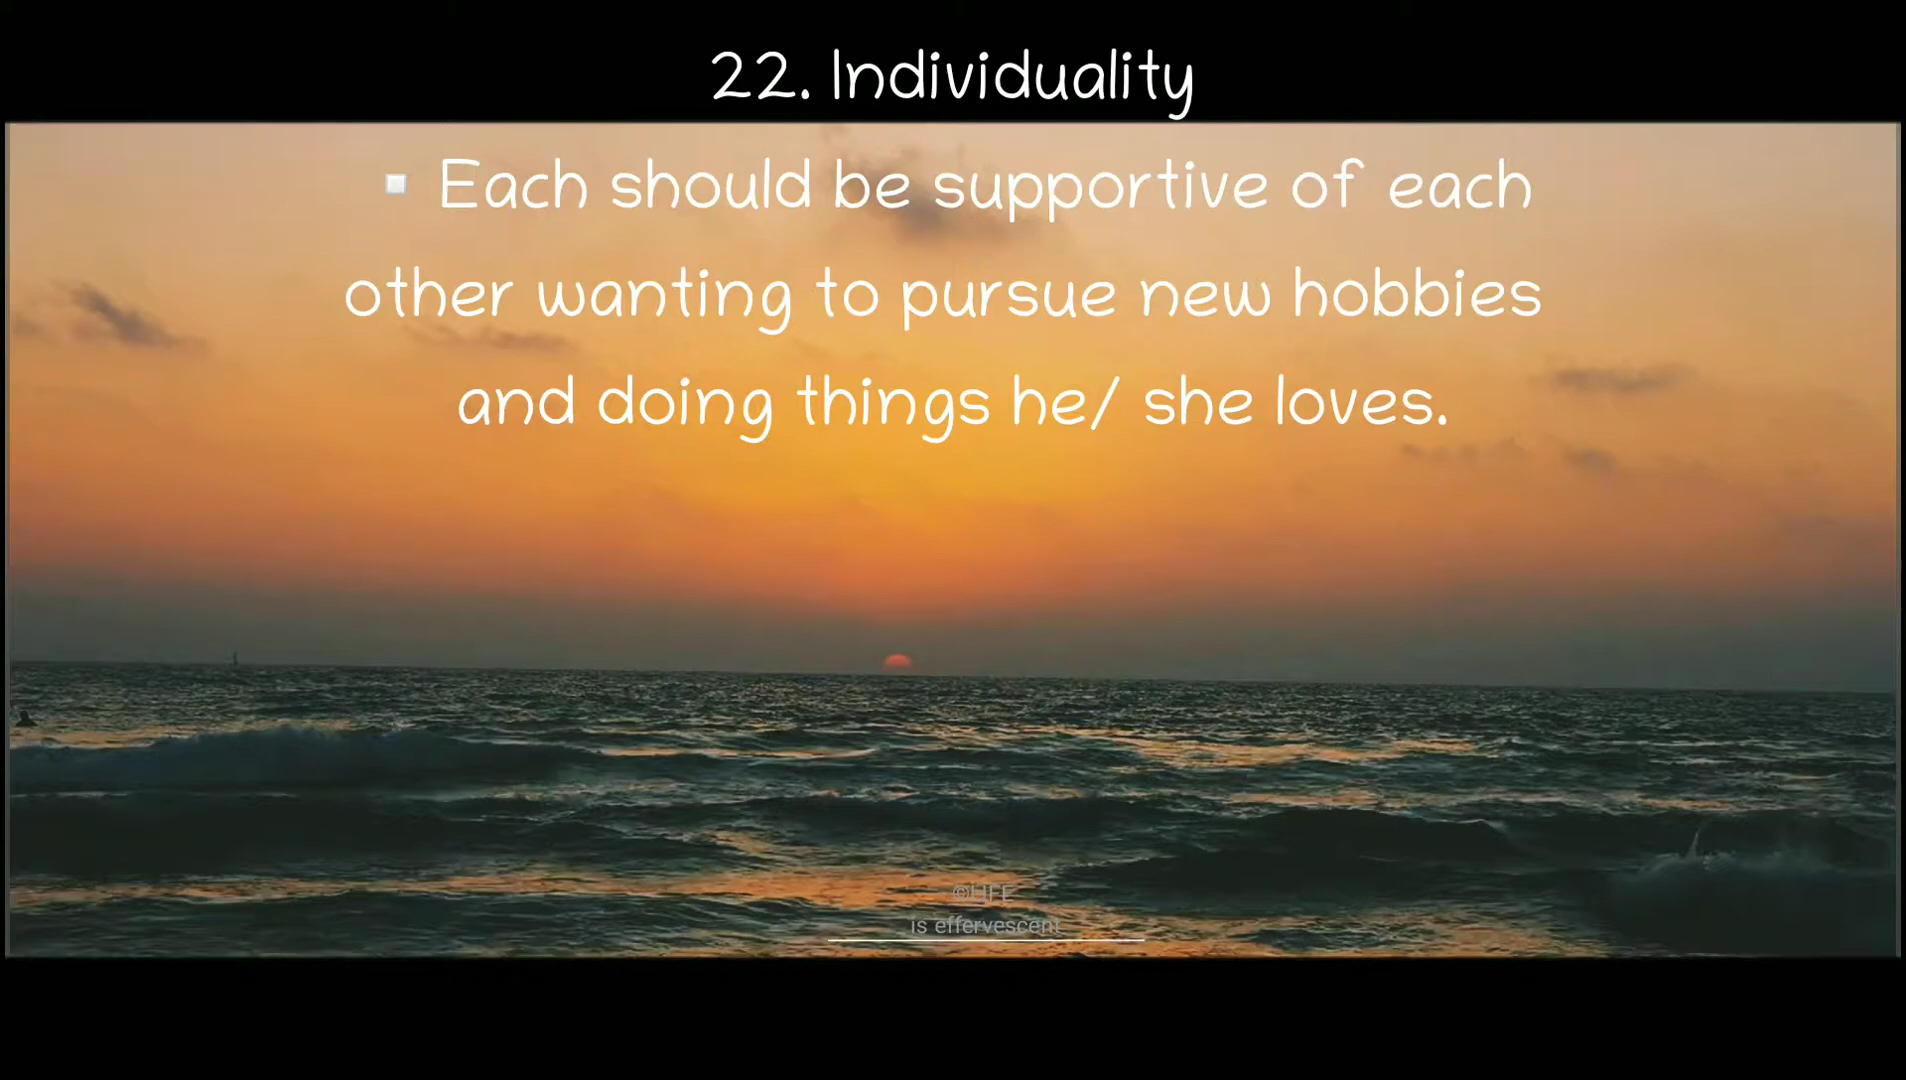 22. Individuality
▫️ Each should be supportive of each
other wanting to pursue new hobbies
and doing things he/ she loves.
©LIFE
is effervescent